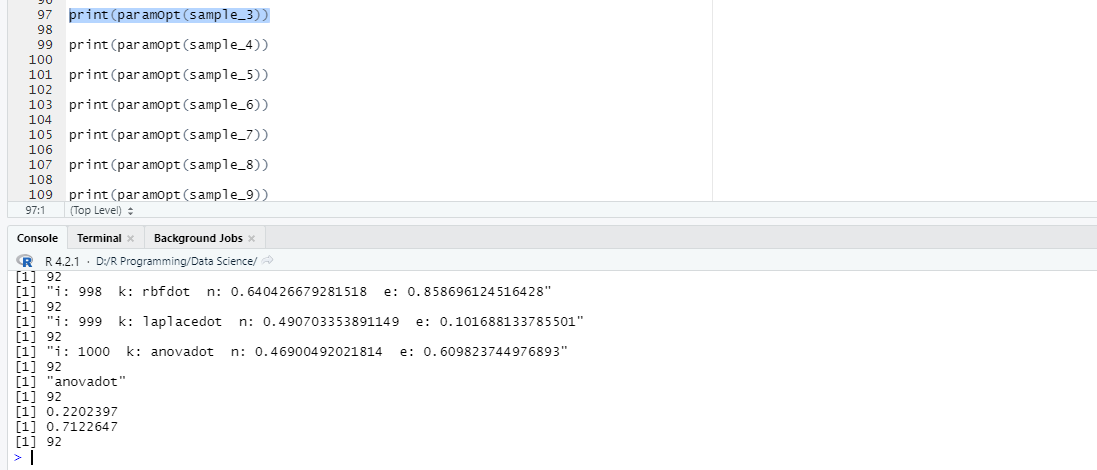 96
97 print(paramOpt(sample_3))
98
99 print(paramOpt(sample_4))
100
101 print(paramOpt(sample_5))
102
103 print(paramOpt(sample_6))
104
105 print(paramOpt(sample_7))
106
107 print(paramOpt(sample_8))
108
109 print(paramOpt(sample_9))
97:1 (Top Level)
Console Terminal Background Jobs
R R 4.2.1 · D:/R Programming/Data Science/
[1] 92
[1] "i: 998  k: rbfdot  n: 0.640426679281518  e: 0.858696124516428"
[1] 92
[1] "i: 999  k: laplacedot  n: 0.490703353891149  e: 0.101688133785501"
[1] 92
[1] "i: 1000  k: anovadot  n: 0.46900492021814  e: 0.609823744976893"
[1] 92
[1] "anovadot"
[1] 92
[1] 0.2202397
[1] 0.7122647
[1] 92
>